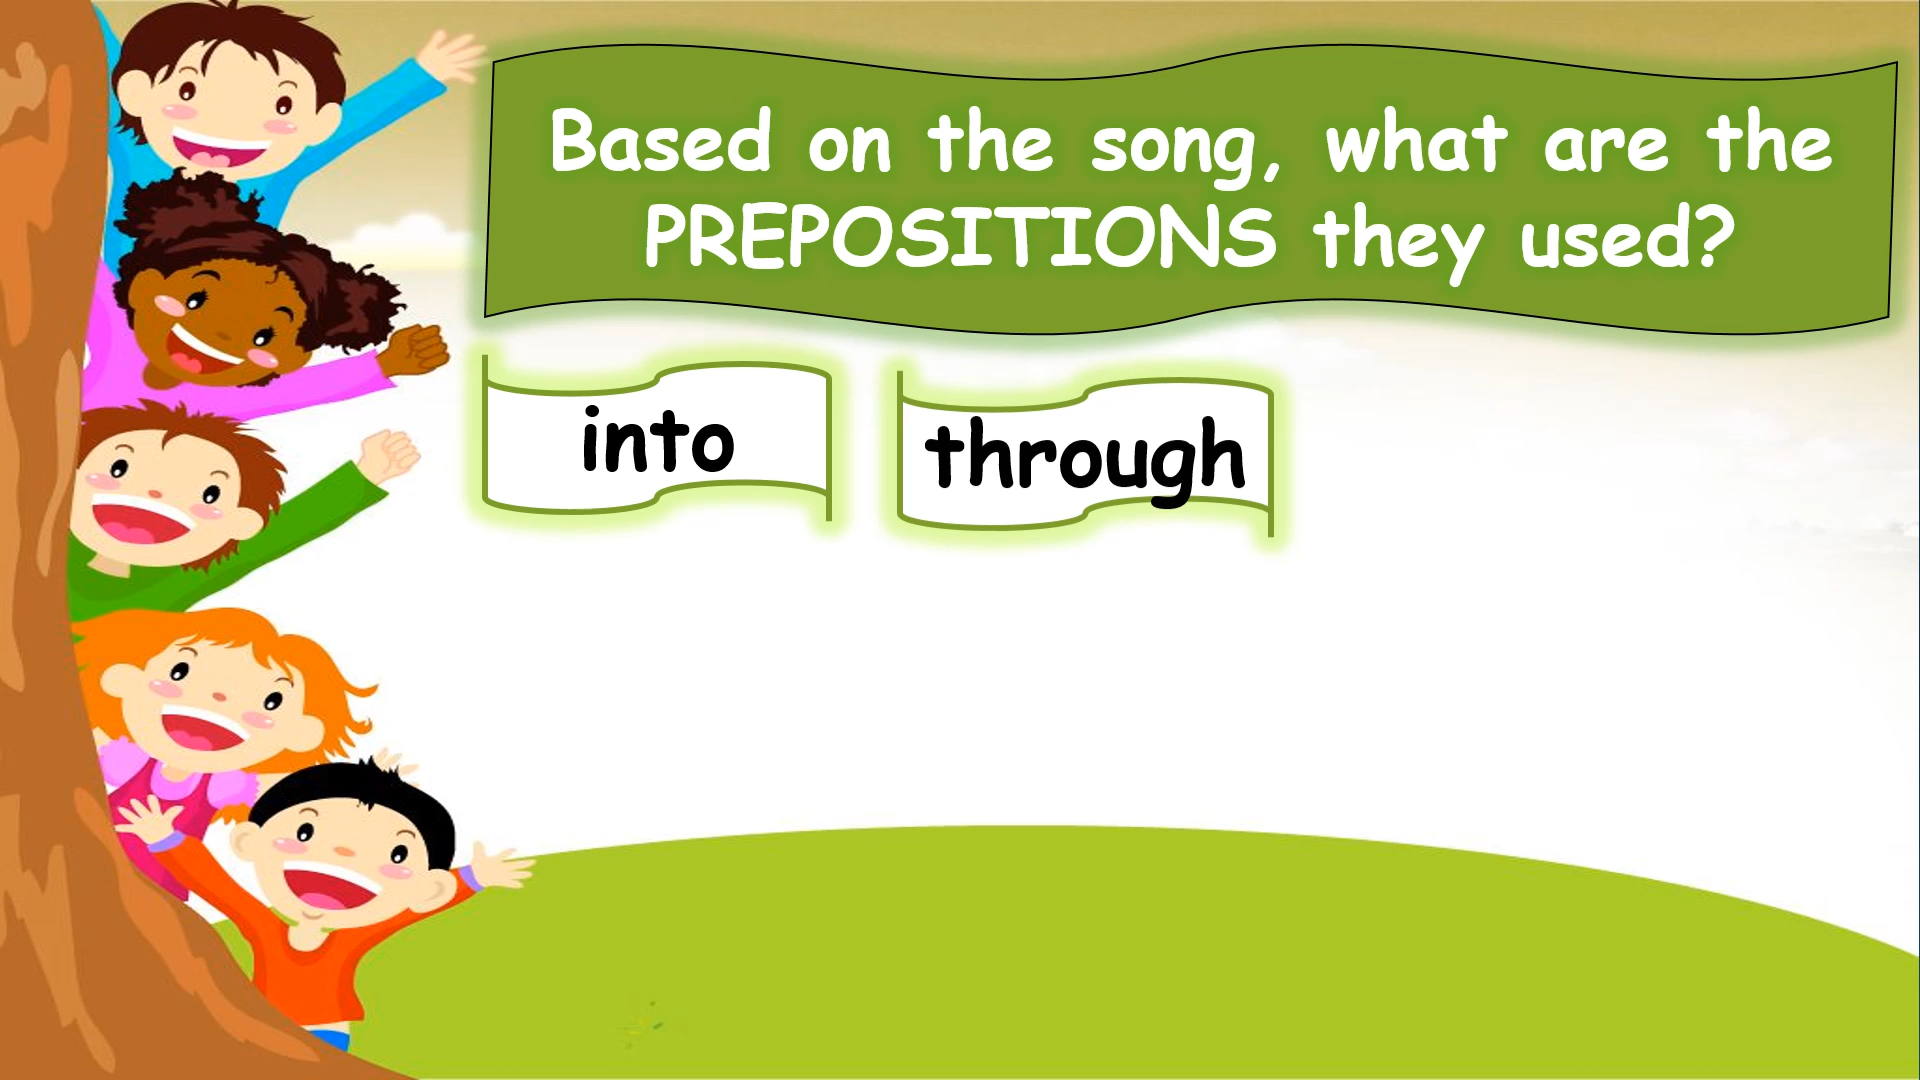 Based on the song, what are the
PREPOSITIONS they used?
into
through